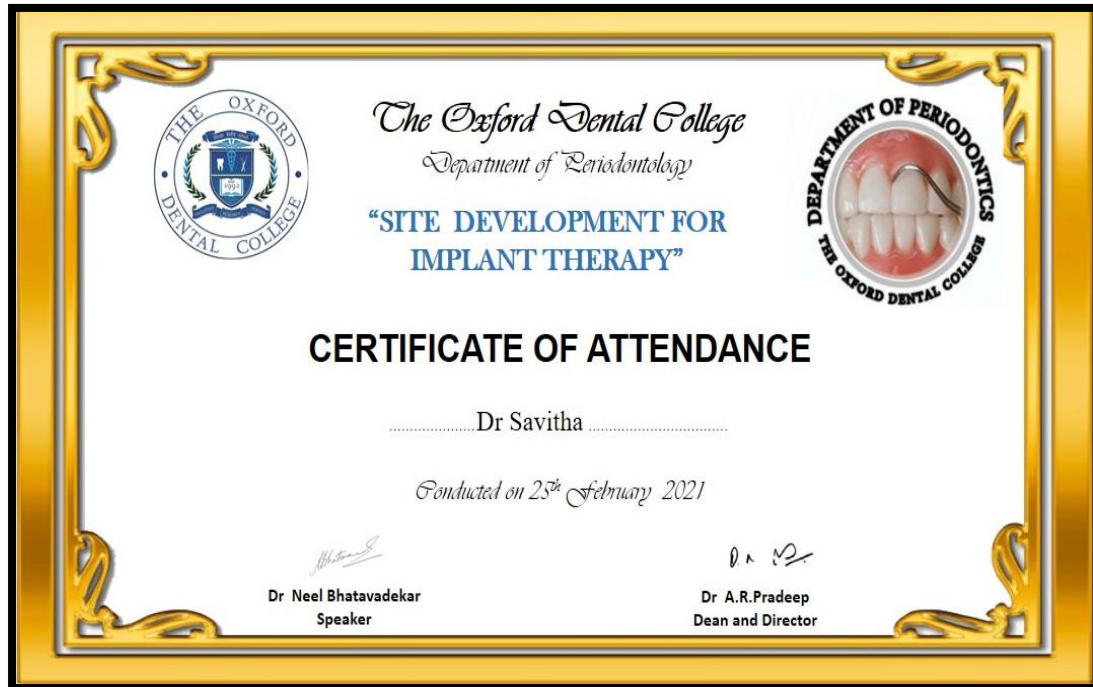 THE OXFORD
DENTAL COLLEGE
1992
The Oxford Dental College
Department of Periodontology
“SITE DEVELOPMENT FOR
IMPLANT THERAPY”
DEPARTMENT OF PERIODONTICS
THE OXFORD DENTAL COLLEGE
CERTIFICATE OF ATTENDANCE
.....................Dr Savitha ..................................
Conducted on 25th February 2021
Dr Neel Bhatavadekar
Speaker
Dr A.R.Pradeep
Dean and Director